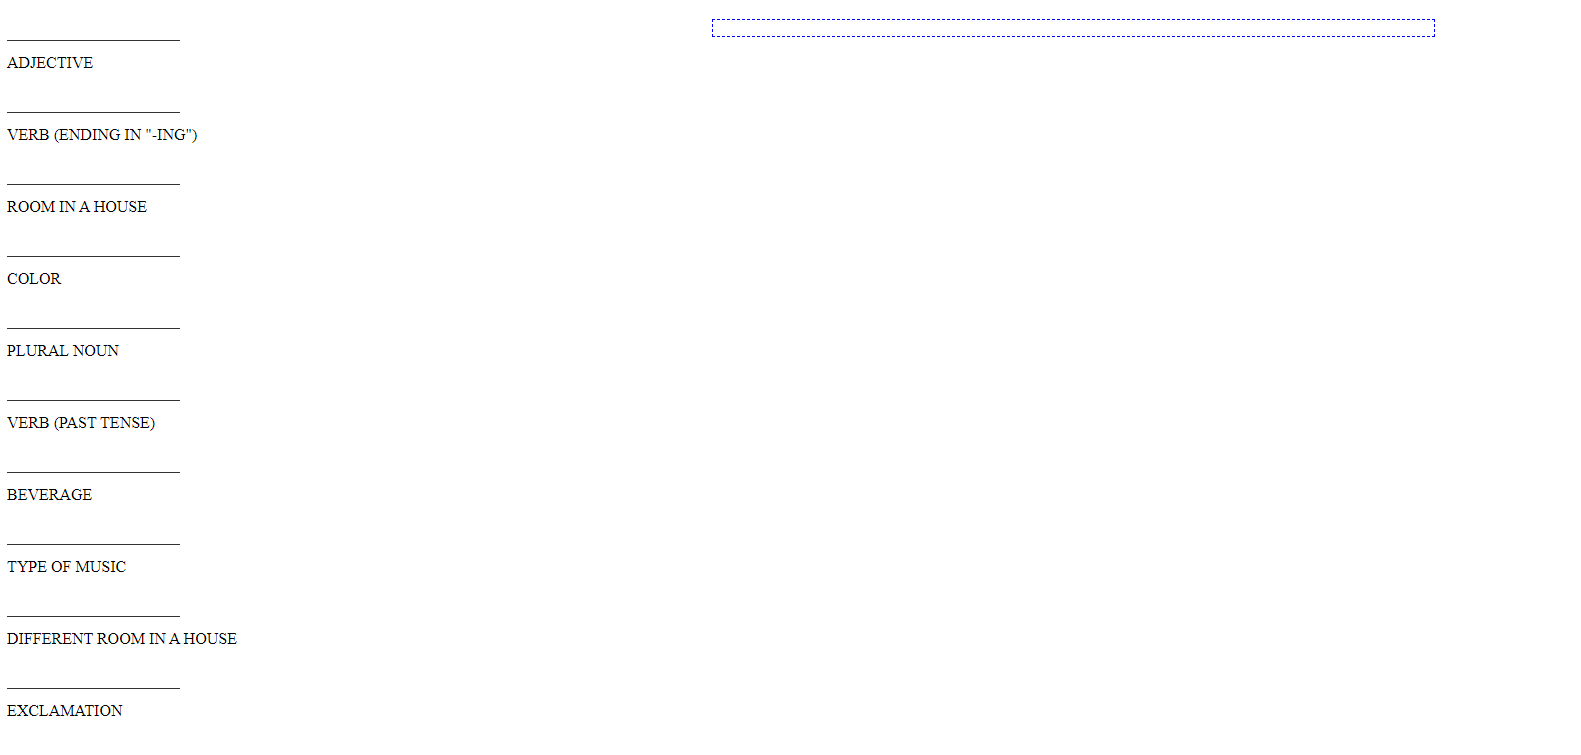 ADJECTIVE
VERB (ENDING IN "-ING")
ROOM IN A HOUSE
COLOR
PLURAL NOUN
VERB (PAST TENSE)
BEVERAGE
TYPE OF MUSIC
DIFFERENT ROOM IN A HOUSE
EXCLAMATION